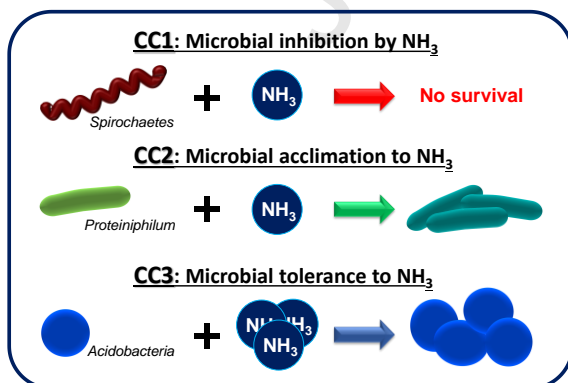 CC1: Microbial inhibition by NH₃
NH₃
No survival
Spirochaetes
CC2: Microbial acclimation to NH₃
NH₃
Proteiniphilum
CC3: Microbial tolerance to NH₃
NH₃
Acidobacteria